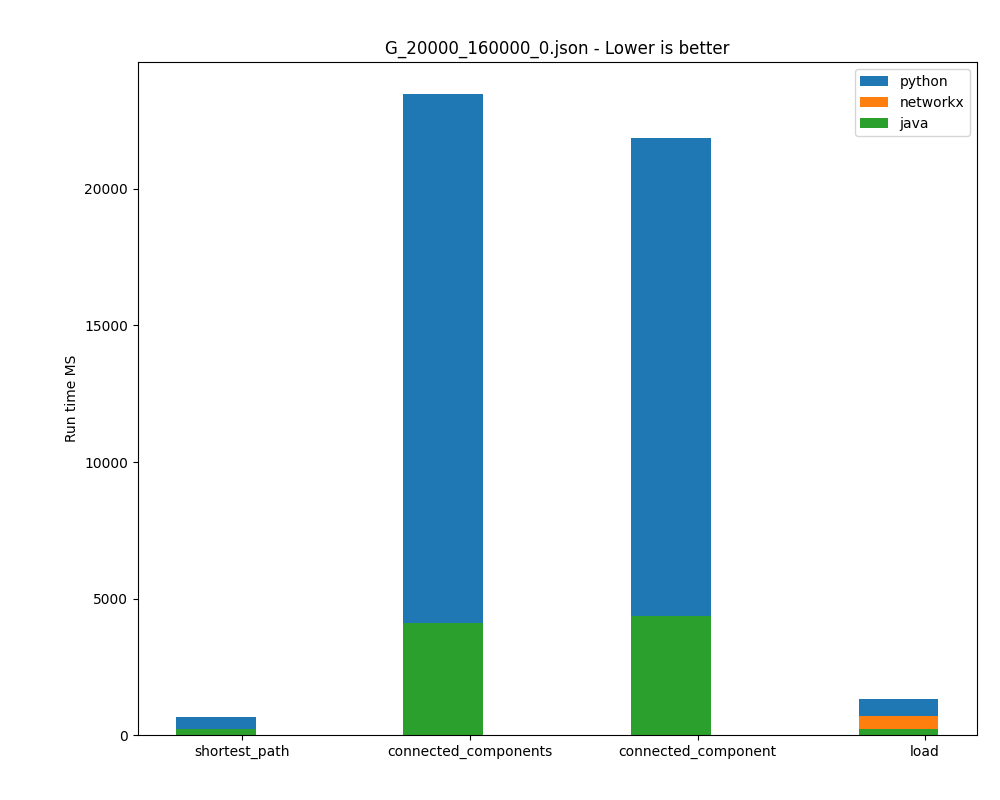 G_20000_160000_0.json - Lower is better
python
networkx
java
Run time MS
20000
15000
10000
5000
0
shortest_path
connected_components
connected_component
load